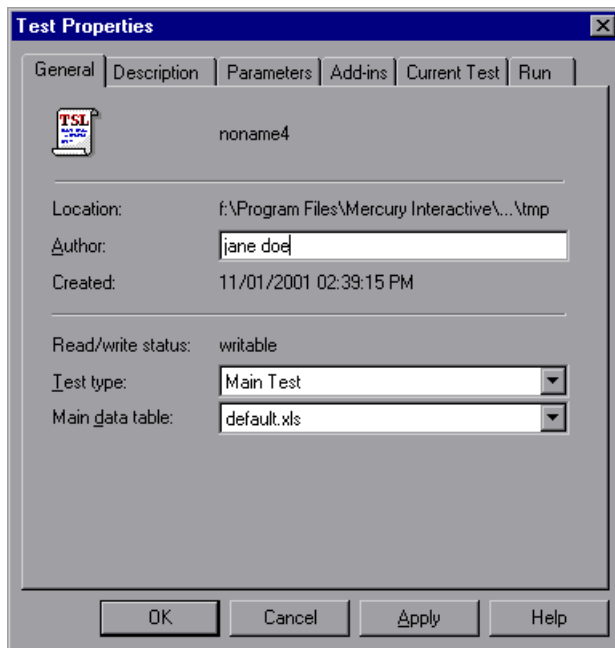 Test Properties
General Description Parameters Add-ins Current Test Run
TSL
noname4
Location: f:\Program Files\Mercury Interactive\...\tmp
Author: jane doe
Created: 11/01/2001 02:39:15 PM
Read/write status: writable
Test type: Main Test
Main data table: default.xls
OK Cancel Apply Help